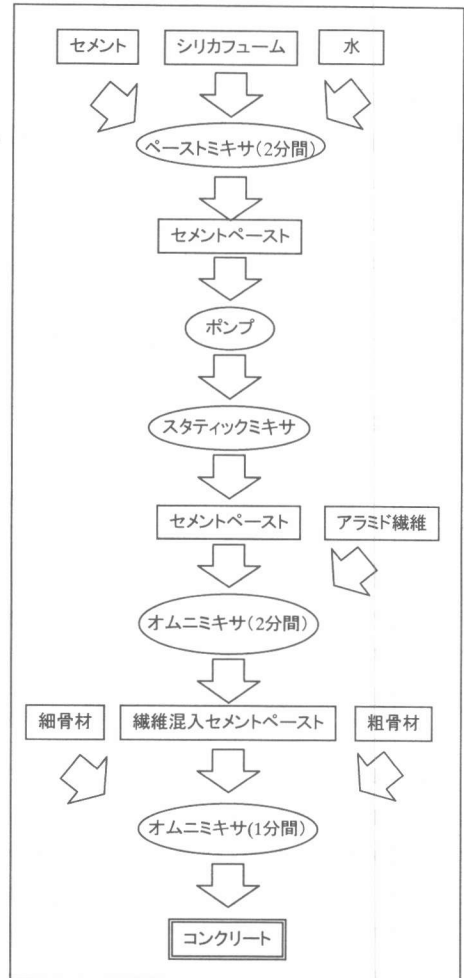 セメント シリカフューム 水
ペーストミキサ(2分間)
セメントペースト
ポンプ
スタティックミキサ
セメントペースト アラミド繊維
オムニミキサ(2分間)
細骨材 繊維混入セメントペースト 粗骨材
オムニミキサ(1分間)
コンクリート